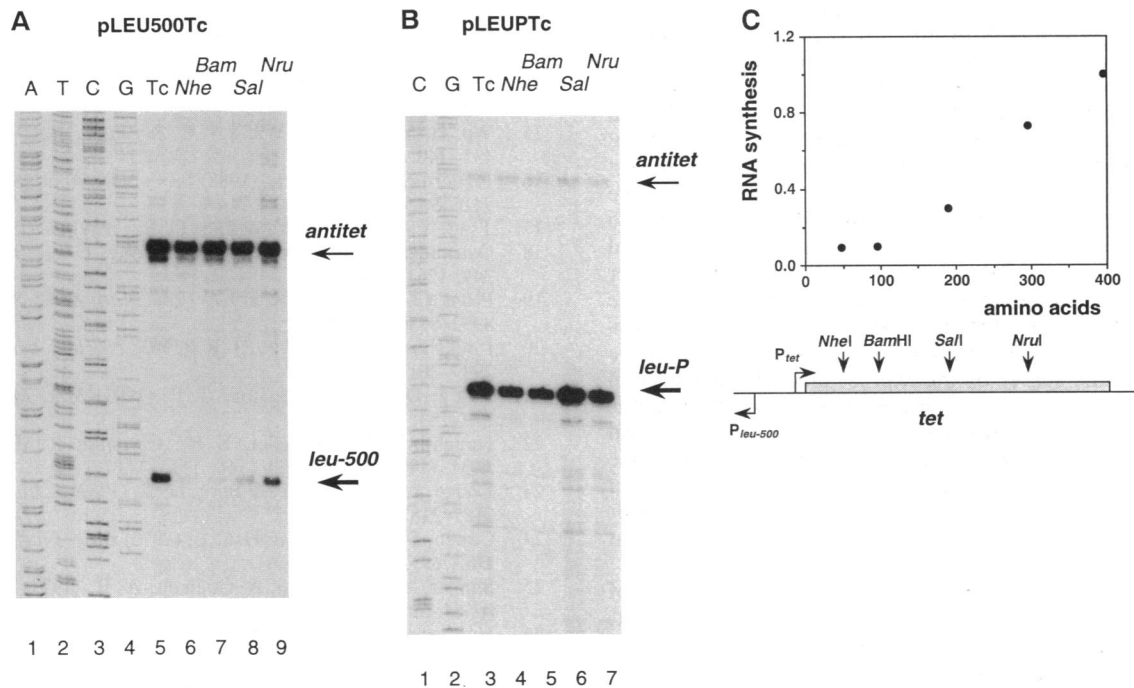 A
pLEU500Tc
Bam Nru
A T C G Tc Nhe Sal
antitet
leu-500
1 2 3 4 5 6 7 8 9
B
pLEUPTc
Bam Nru
C G Tc Nhe Sal
antitet
leu-P
1 2 3 4 5 6 7
C
RNA synthesis
1.2
0.8
0.4
0.0
0 100 200 300 400
amino acids
NheI BamHI SalI NruI
Ptet
Pleu-500
tet